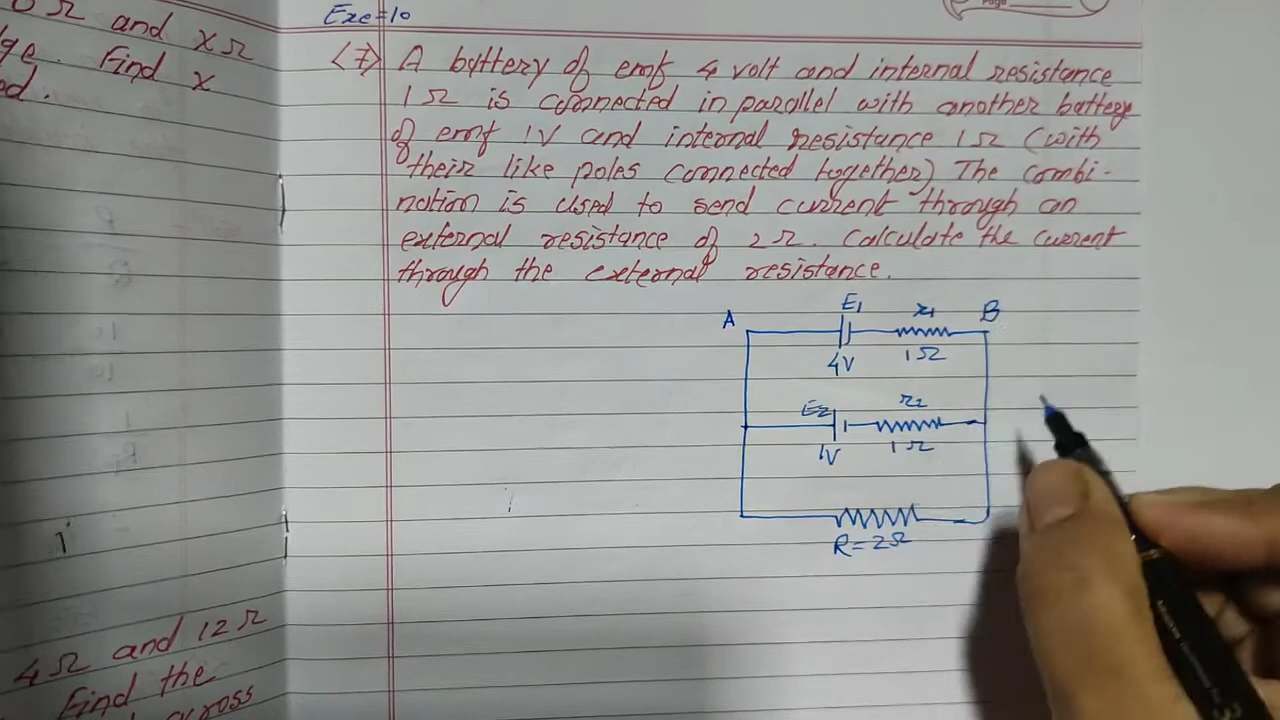 Ω and xΩ
ge. Find x
Exe=10
<7> A byttery of emf 4 volt and internal resistance
1Ω is connected in parallel with another battery
of emf 1V and internal resistance 1Ω (with
their like poles connected together) The combi-
nation is used to send current through an
external resistance of 2Ω. Calculate the current
through the external resistance.
A E1 r1 B
4V 1Ω
E2 r2
1V 1Ω
R=2Ω
4Ω and 12Ω
Find the